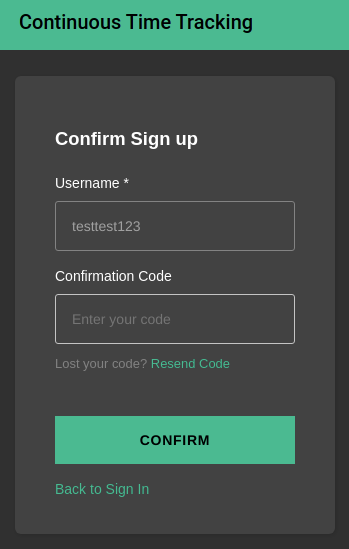 Continuous Time Tracking
Confirm Sign up
Username *
testtest123
Confirmation Code
Enter your code
Lost your code? Resend Code
CONFIRM
Back to Sign In